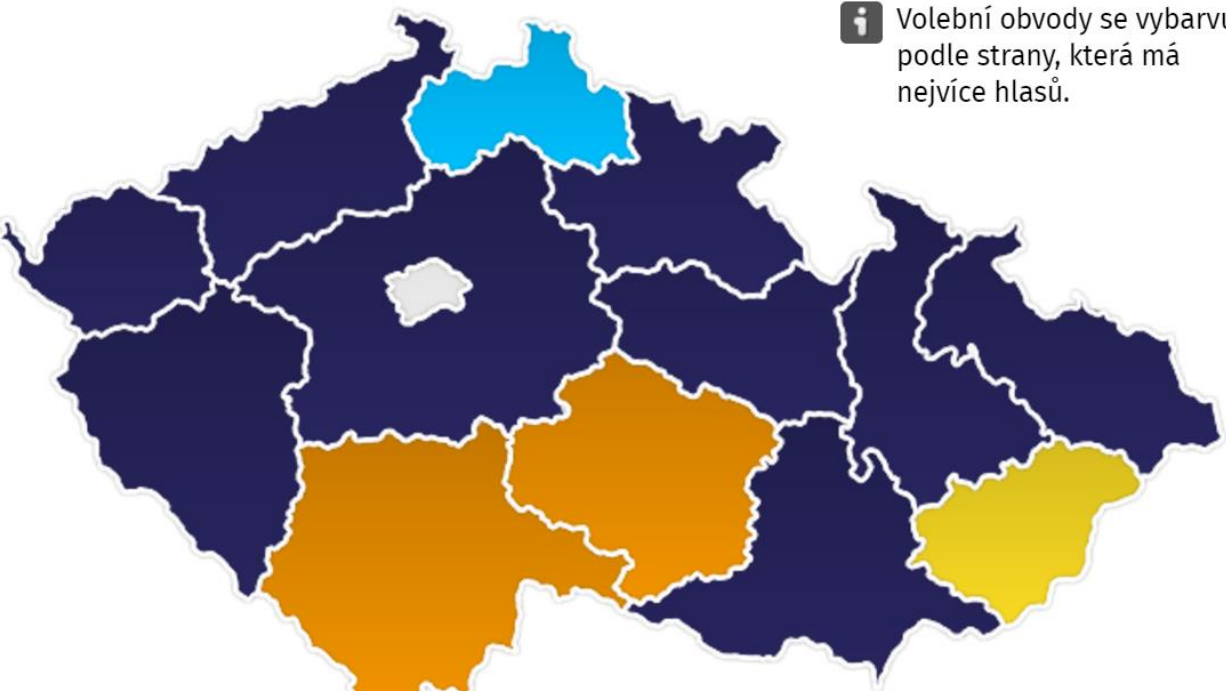 Volební obvody se vybarvu
podle strany, která má
nejvíce hlasů.